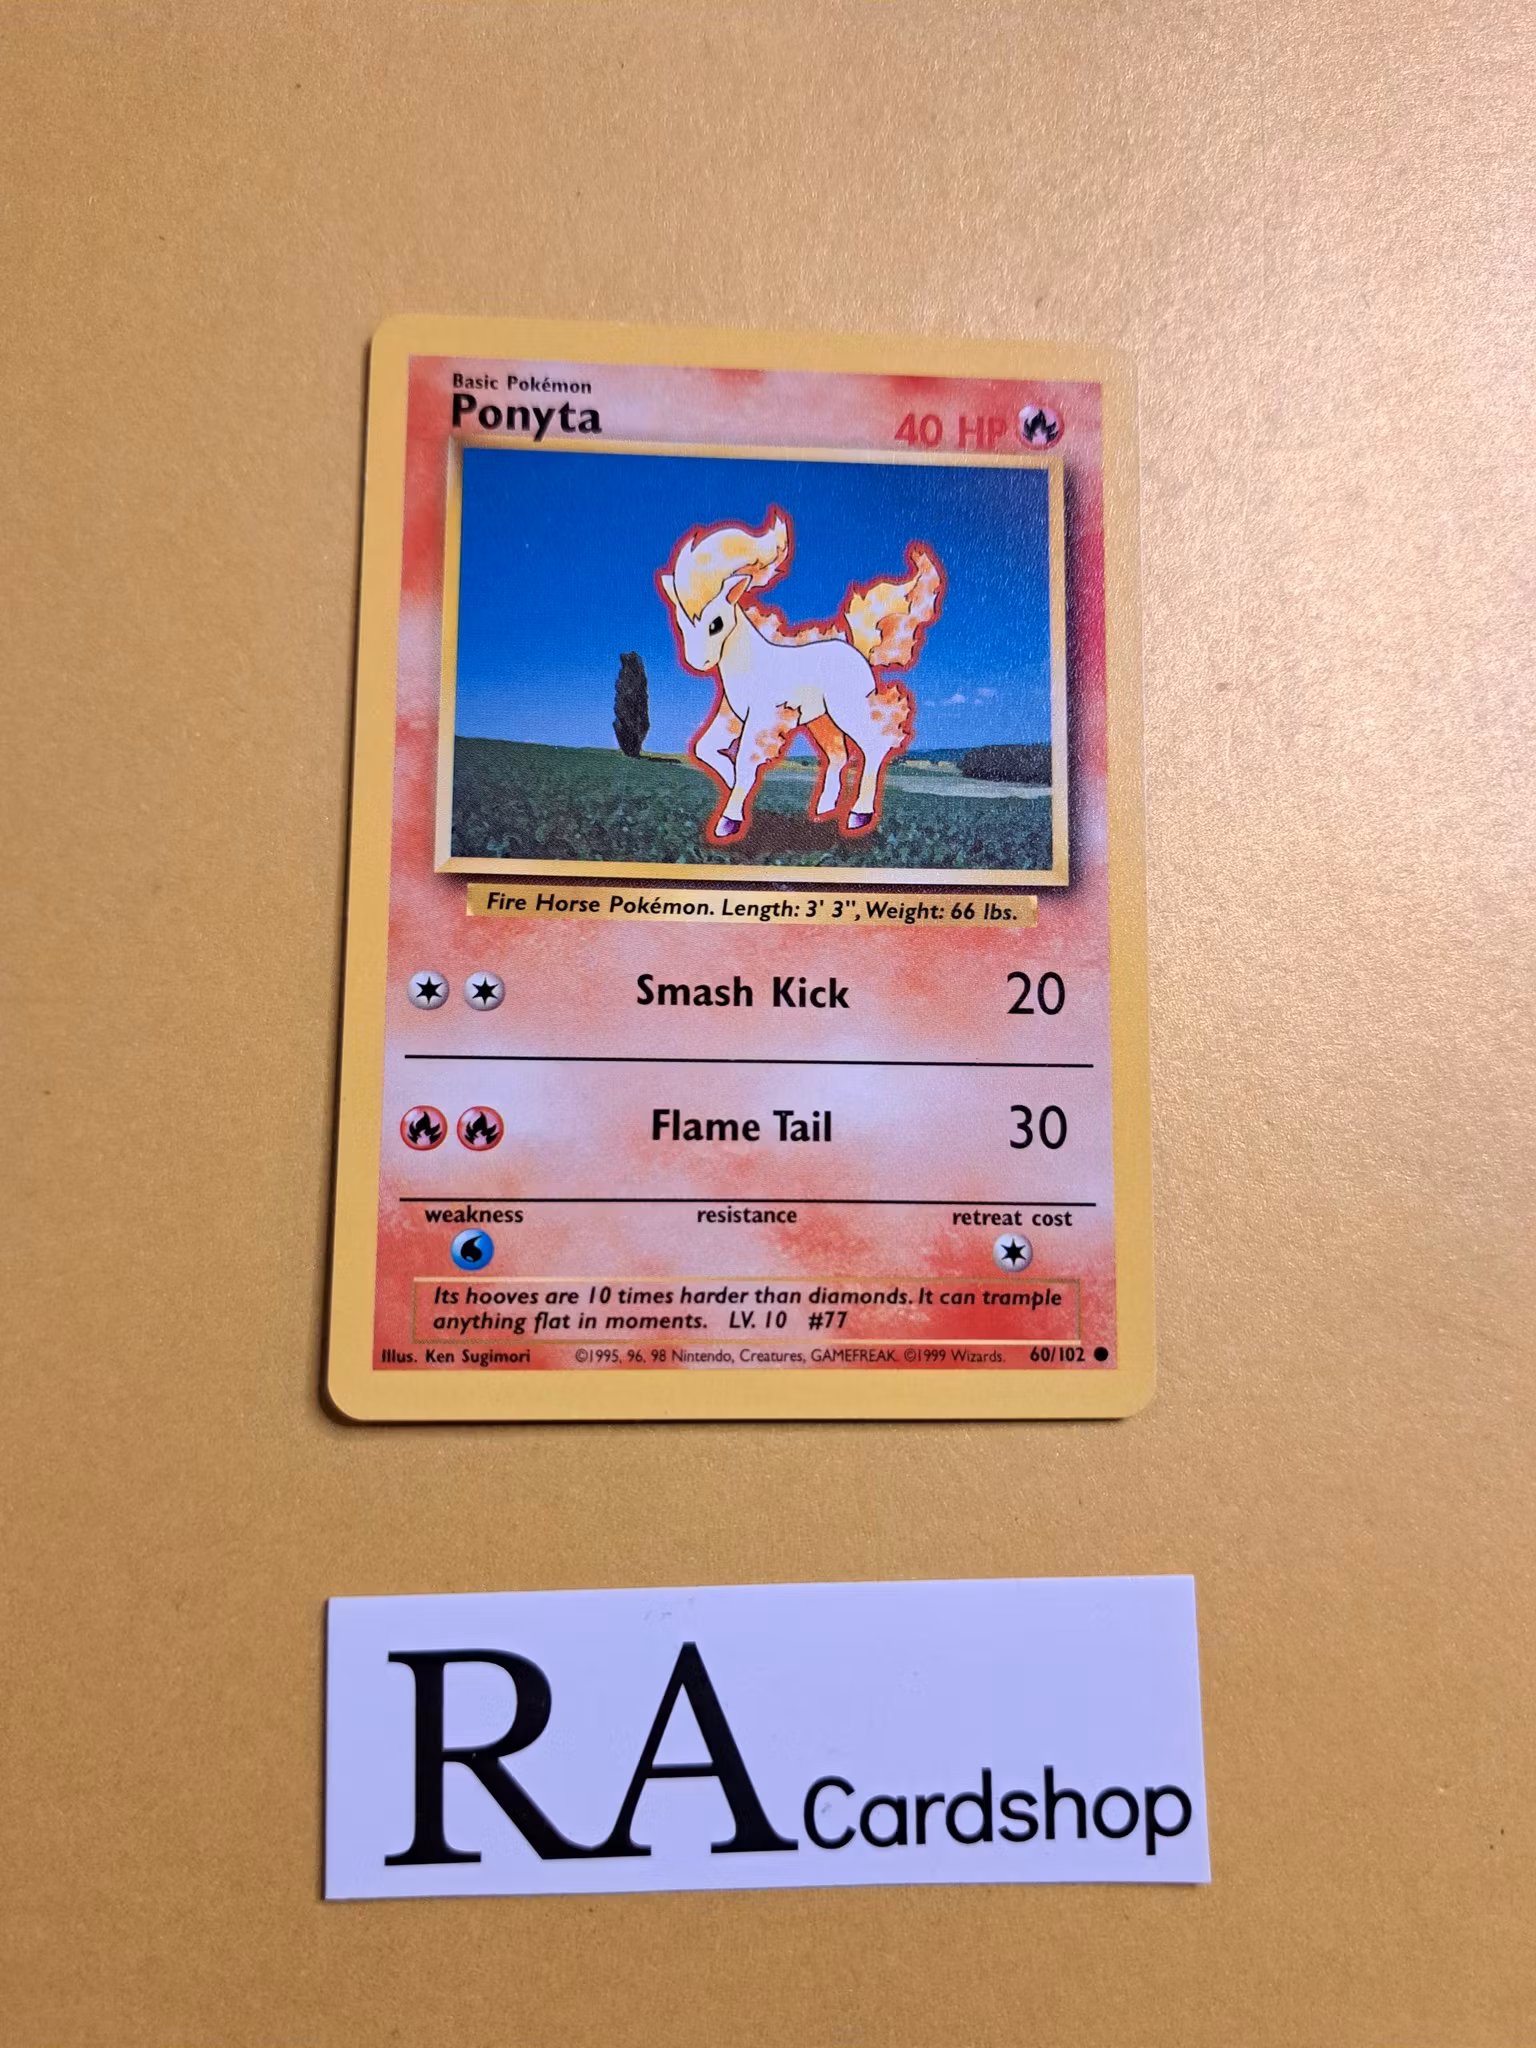 Basic Pokémon
Ponyta
40 HP
Fire Horse Pokémon. Length: 3' 3", Weight: 66 lbs.
Smash Kick 20
Flame Tail 30
weakness resistance retreat cost
Its hooves are 10 times harder than diamonds. It can trample
anything flat in moments. LV. 10 #77
Illus. Ken Sugimori ©1995, 96, 98 Nintendo, Creatures, GAMEFREAK. ©1999 Wizards. 60/102
RA Cardshop